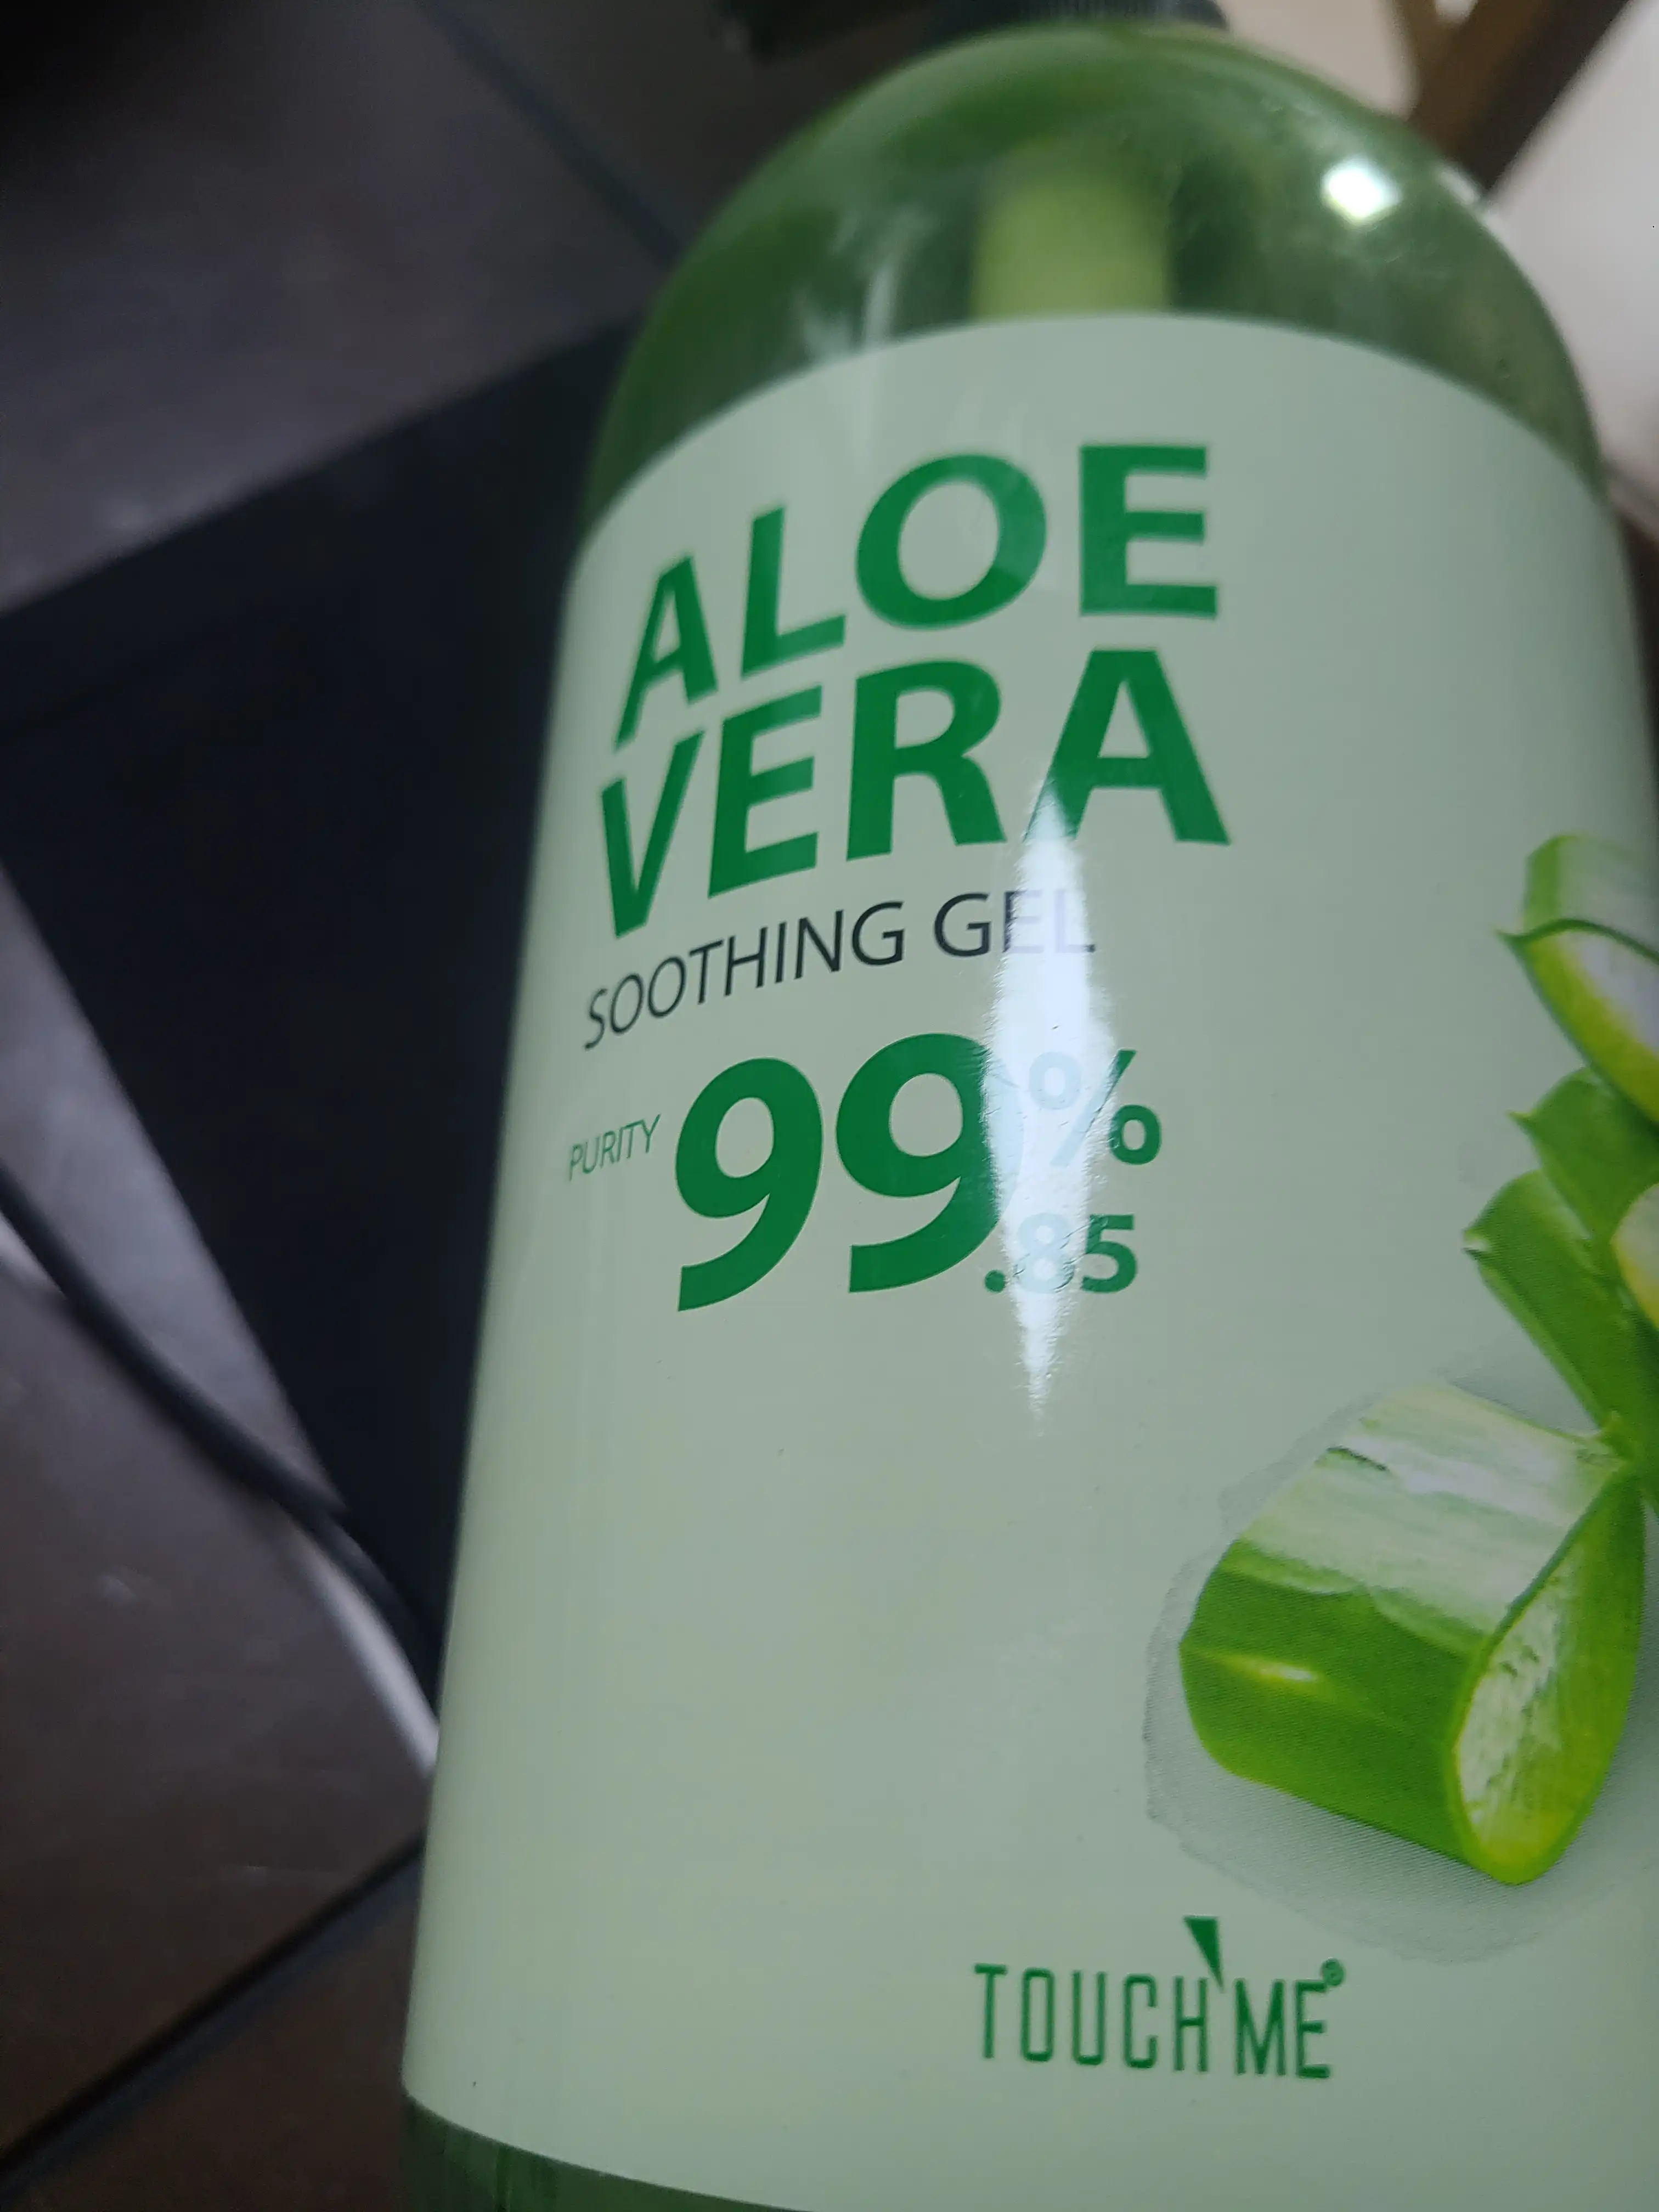 ALOE
VERA
SOOTHING GEL
PURITY 99.85%
TOUCH'ME®